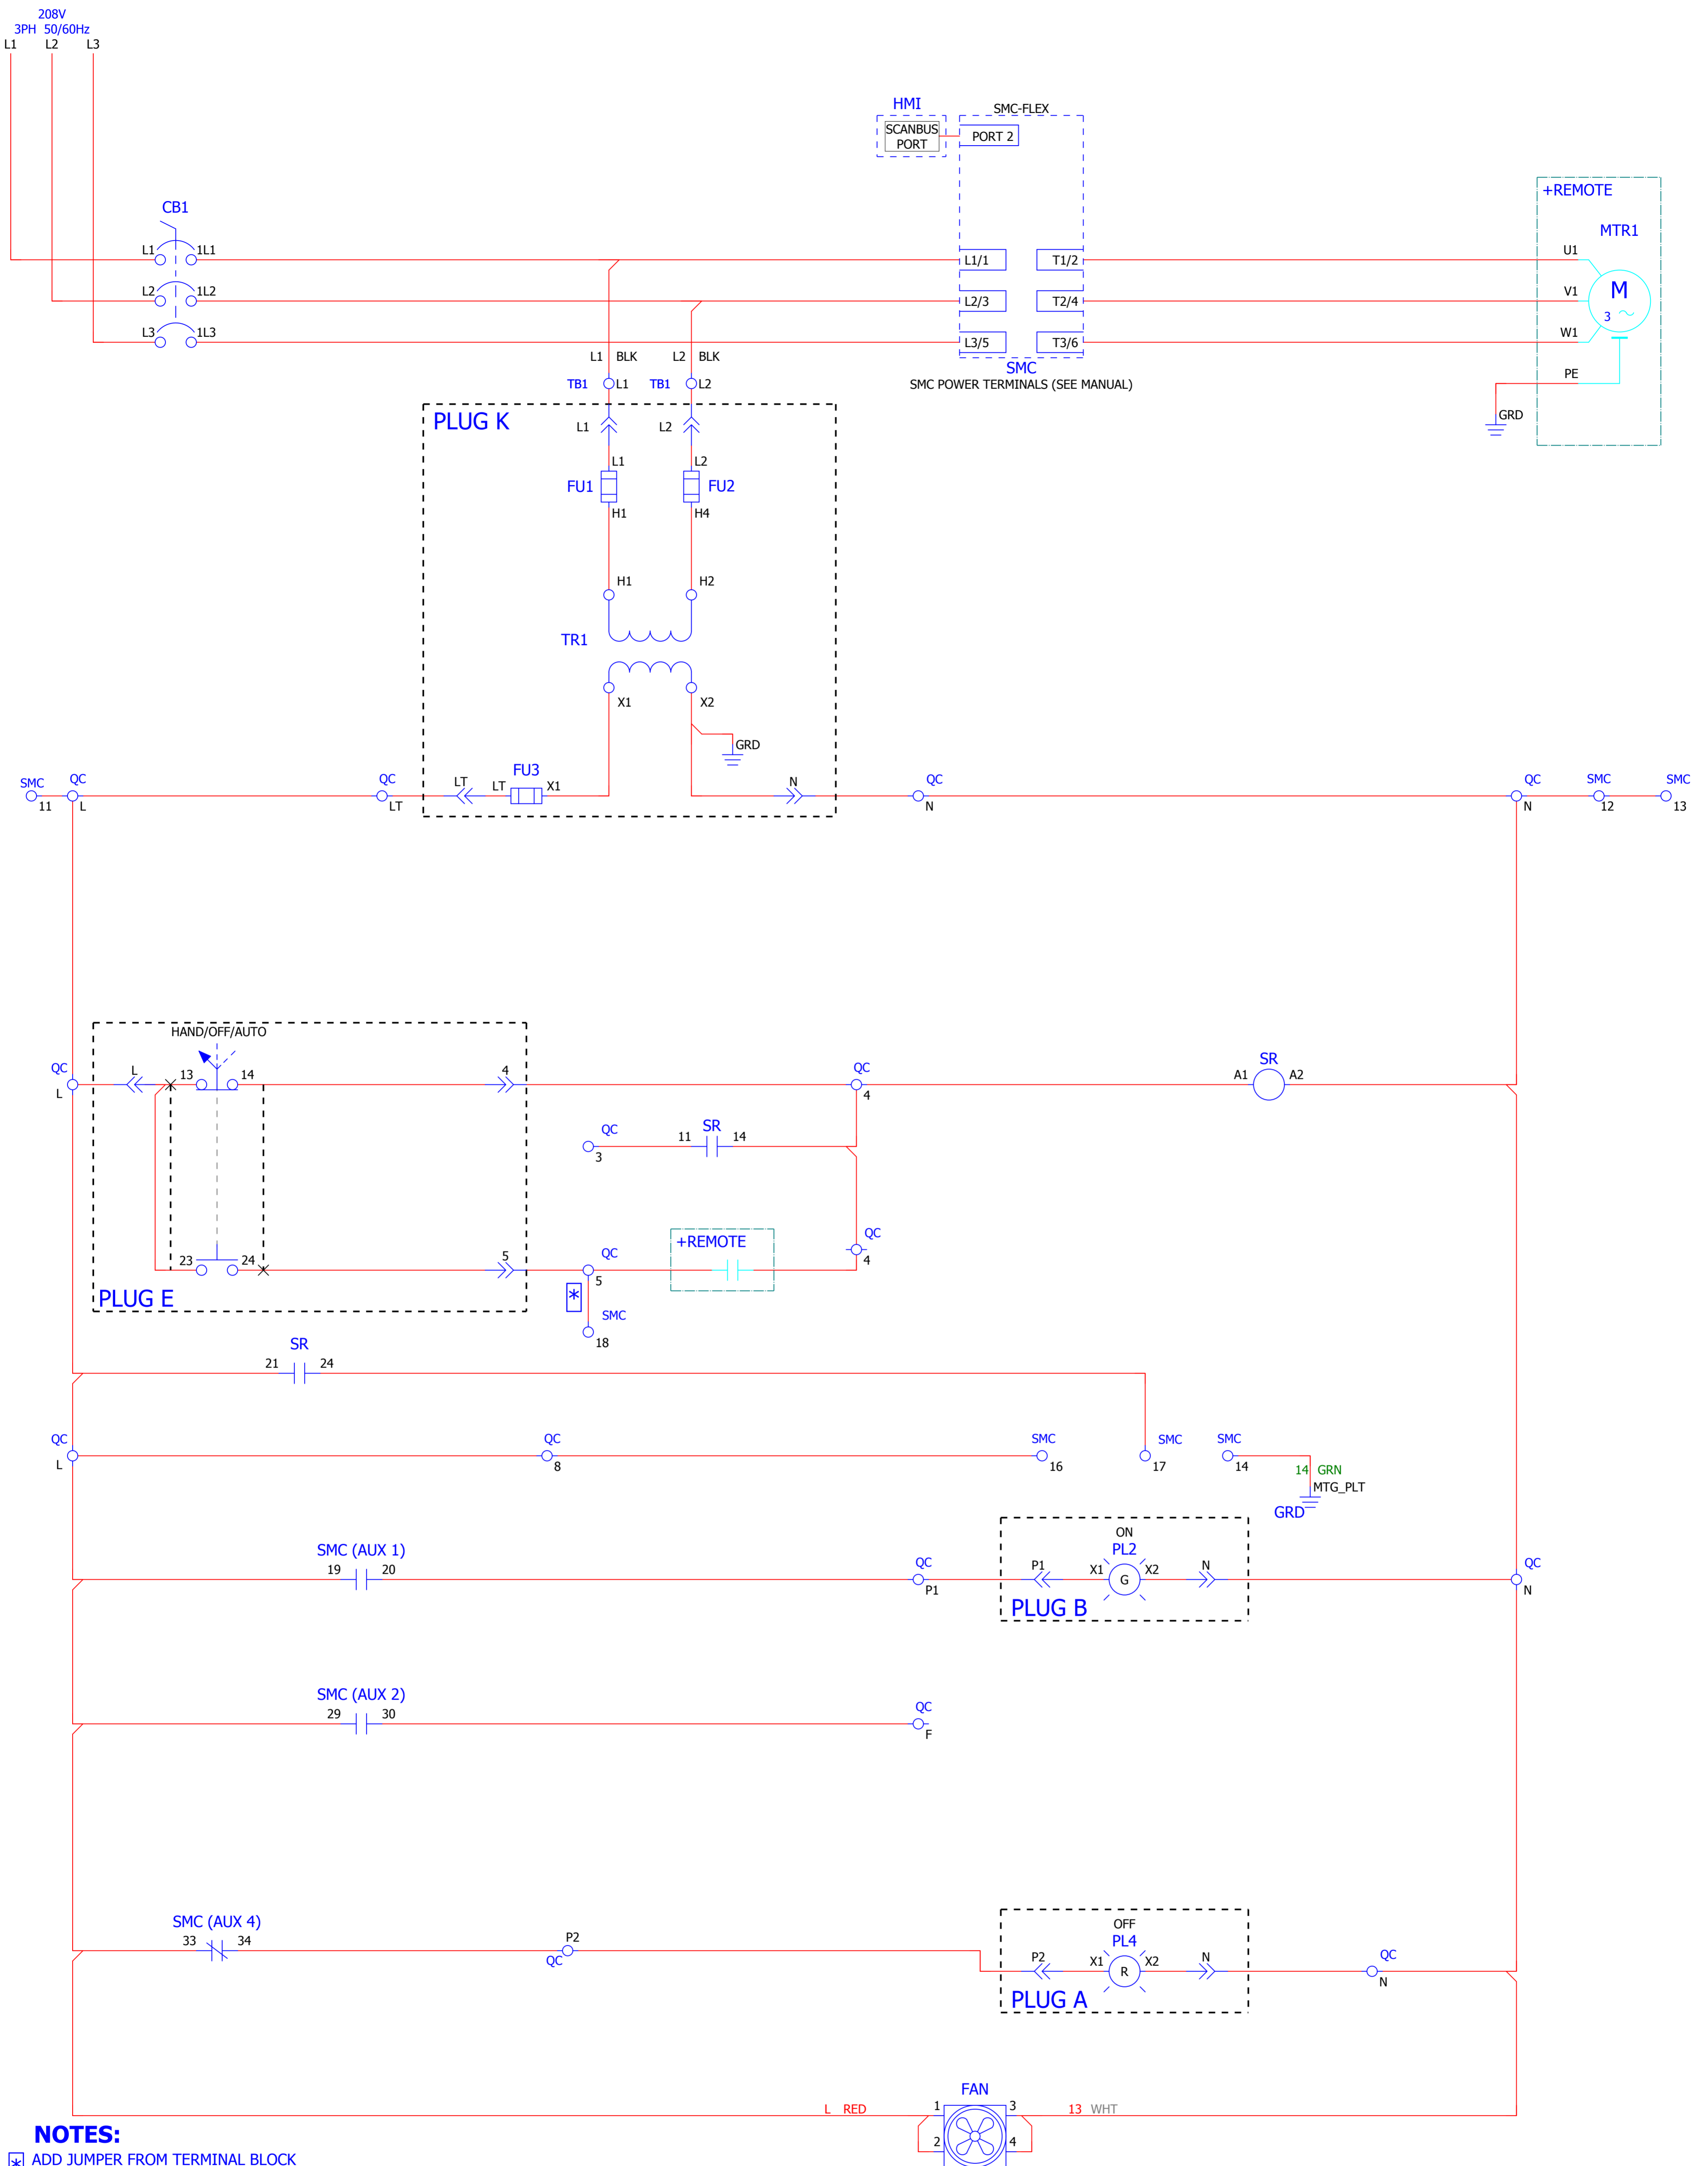 208V
3PH 50/60Hz
L1 L2 L3
HMI
SCANBUS
PORT
SMC-FLEX
PORT 2
+REMOTE
MTR1
CB1
L1 1L1
L1/1 T1/2
U1
L2 1L2
L2/3 T2/4
V1
M
3
L3 1L3
L3/5 T3/6
W1
SMC
SMC POWER TERMINALS (SEE MANUAL)
PE
GRD
L1 BLK L2 BLK
TB1 L1 TB1 L2
PLUG K
L1 L2
L1 L2
FU1 FU2
H1 H4
H1 H2
TR1
X1 X2
GRD
SMC QC QC
LT LT FU3 X1
N
QC QC SMC SMC
11 L LT N N 12 13
HAND/OFF/AUTO
QC L 13 14 4 QC
SR
A1 A2
L 4
QC SR
11 14
3
+REMOTE
QC
23 24 5 QC
4
5
PLUG E
*
SMC
18
SR
21 24
QC QC SMC SMC SMC
L 8 16 17 14
14 GRN
MTG_PLT
GRD
SMC (AUX 1)
19 20
QC
P1
ON
PL2
P1 X1 G X2 N
PLUG B
QC
N
SMC (AUX 2)
29 30
QC
F
SMC (AUX 4)
33 34
P2
QC
OFF
PL4
P2 X1 R X2 N
PLUG A
QC
N
FAN
L RED 1 3 13 WHT
2 4
NOTES:
* ADD JUMPER FROM TERMINAL BLOCK